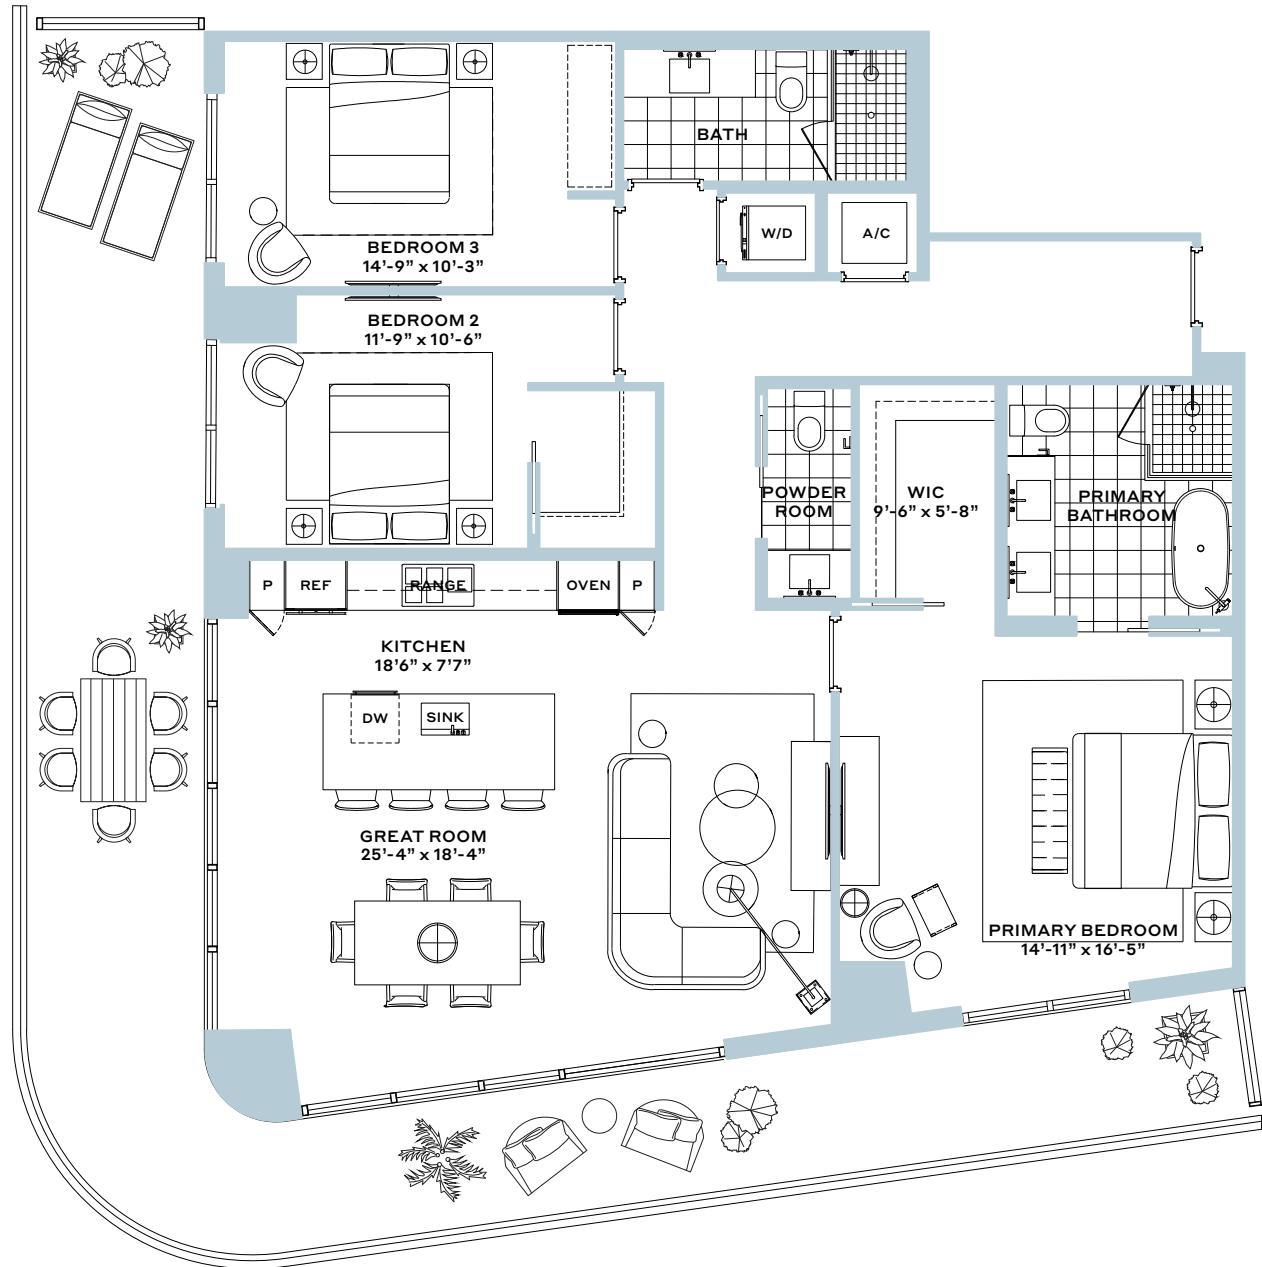 BATH
W/D
A/C
BEDROOM 3
14’-9” x 10’-3”
BEDROOM 2
11’-9” x 10’-6”
POWDER
ROOM
WIC
9’-6” x 5’-8”
PRIMARY
BATHROOM
P
REF
RANGE
OVEN
P
KITCHEN
18’6” x 7’7”
DW
SINK
GREAT ROOM
25’-4” x 18’-4”
PRIMARY BEDROOM
14’-11” x 16’-5”